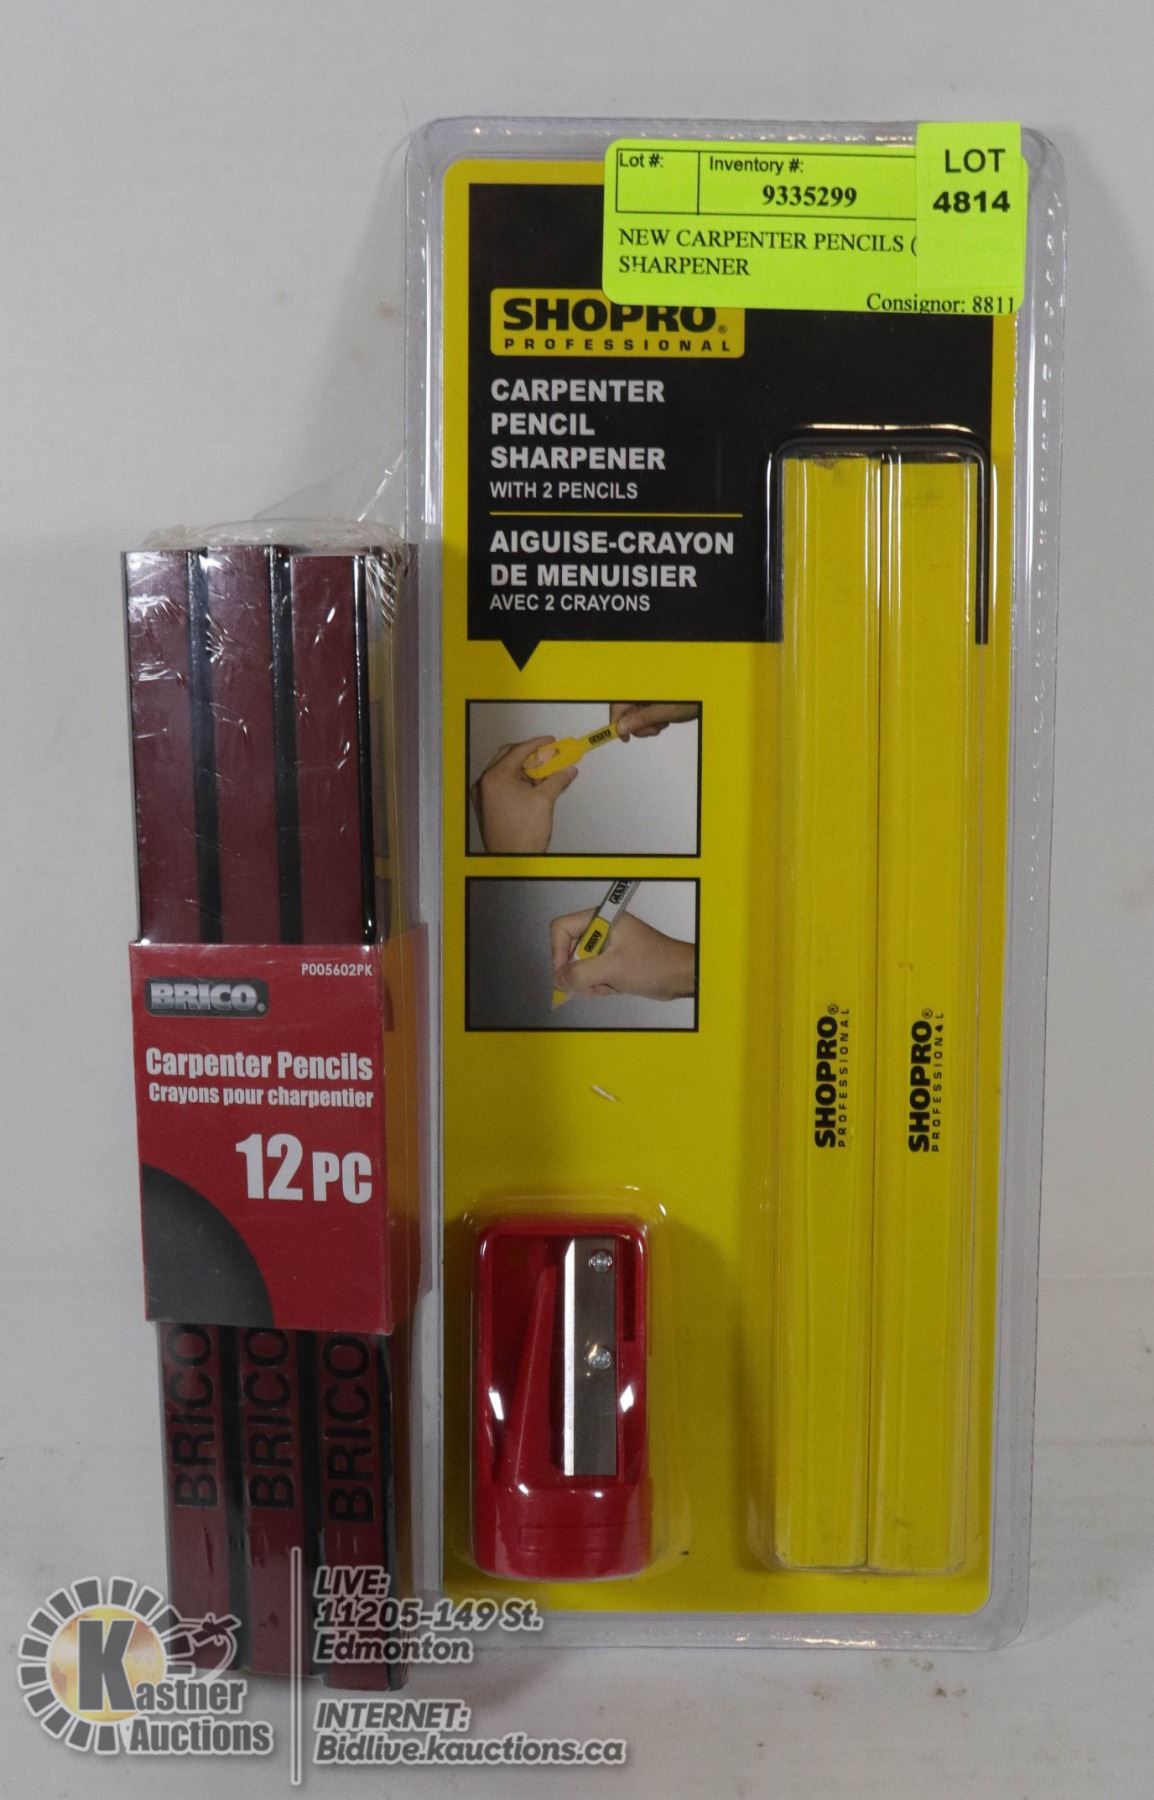 Lot #:
Inventory #:
9335299
LOT
4814
NEW CARPENTER PENCILS (
SHARPENER
Consignor: 8811
SHOPRO®
PROFESSIONAL
CARPENTER
PENCIL
SHARPENER
WITH 2 PENCILS
AIGUISE-CRAYON
DE MENUISIER
AVEC 2 CRAYONS
SHOPRO®
PROFESSIONAL
SHOPRO®
PROFESSIONAL
P005602PK
BRICO®
Carpenter Pencils
Crayons pour charpentier
12 PC
BRICO
BRICO
BRICO
Kastner
Auctions
LIVE:
11205-149 St.
Edmonton
INTERNET:
Bidlive.kauctions.ca